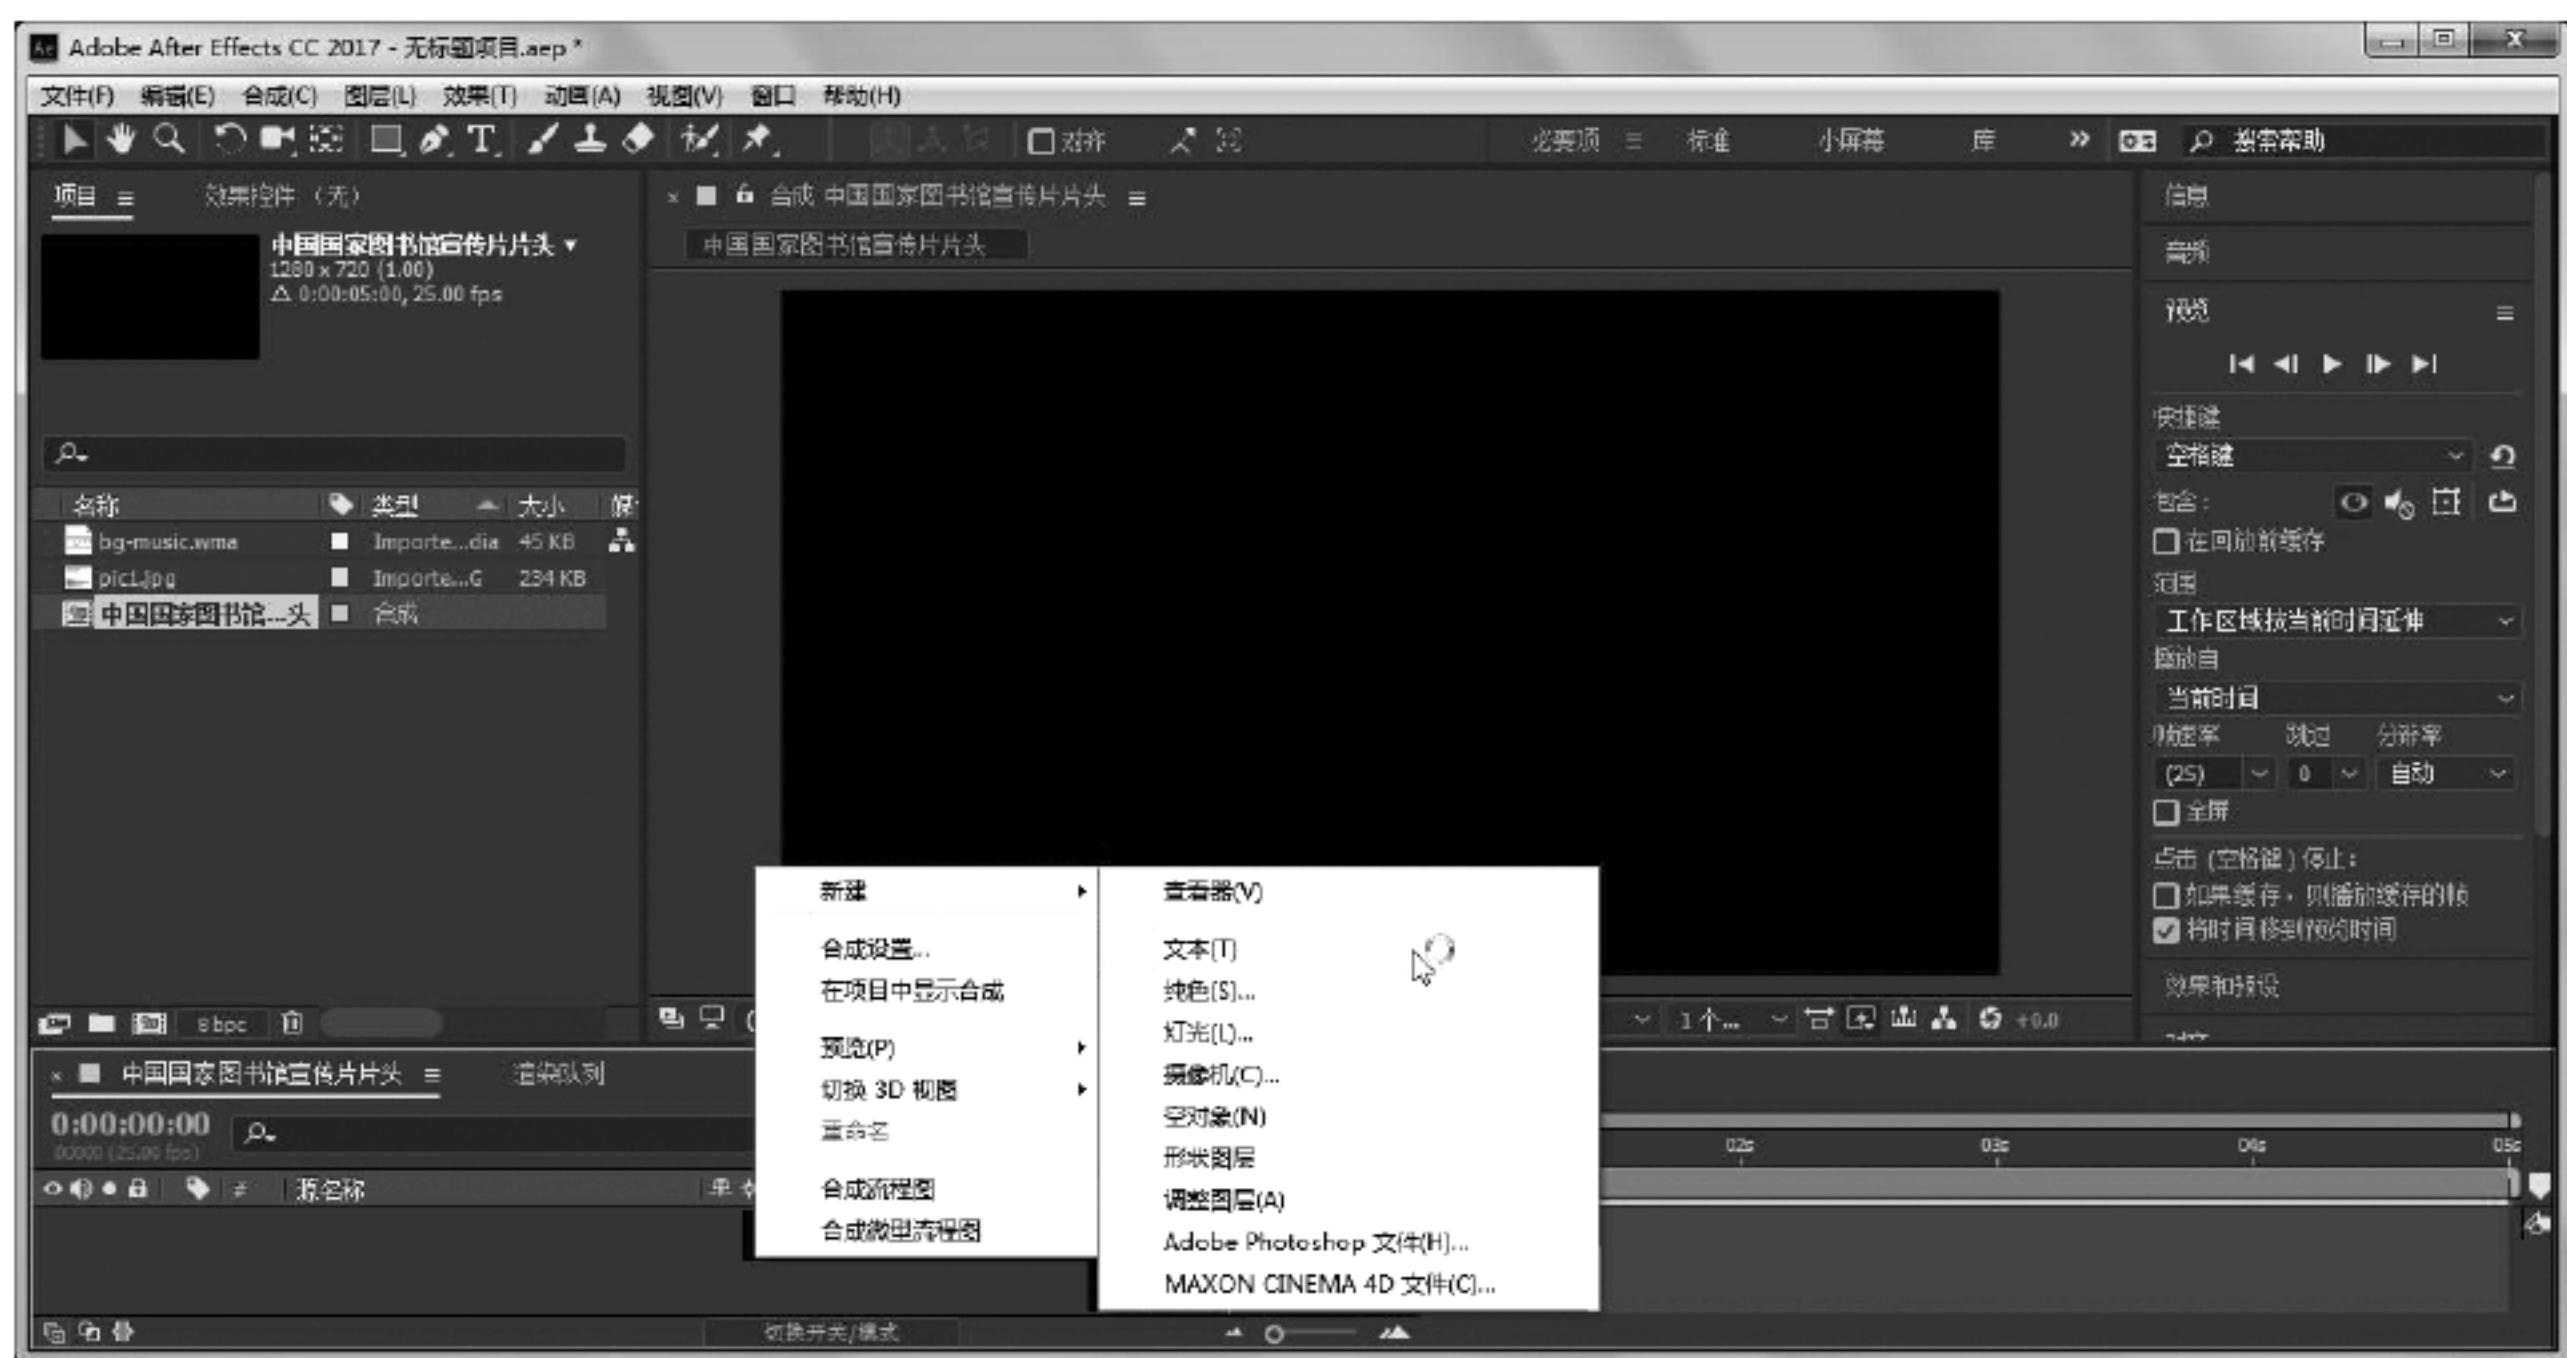 Adobe After Effects CC 2017 - 无标题项目.aep *
文件(F) 编辑(E) 合成(C) 图层(L) 效果(T) 动画(A) 视图(V) 窗口 帮助(H)
对齐 必要项 标准 小屏幕 库 搜索帮助
项目 效果控件 (无)
中国国家图书馆宣传片片头
1280 x 720 (1.00)
Δ 0:00:05:00, 25.00 fps
名称 类型 大小 媒
bg-music.wma Importe...dia 45 KB
pic1.jpg Importe...G 234 KB
中国国家图书馆...头 合成
8 bpc
合成 中国国家图书馆宣传片片头
中国国家图书馆宣传片片头
1个...
+0.0
信息
音频
预览
快捷键
空格键
包含:
在回放前缓存
范围
工作区域按当前时间延伸
播放自
当前时间
帧速率 跳过 分辨率
(25) 0 自动
全屏
点击 (空格键) 停止:
如果缓存，则播放缓存的帧
将时间移到预览时间
效果和预设
中国国家图书馆宣传片片头 渲染队列
0:00:00:00
00000 (25.00 fps)
源名称
单
02s 03s 04s 05s
切换开关/模式
新建
合成设置...
在项目中显示合成
预览(P)
切换 3D 视图
重命名
合成流程图
合成微型流程图
查看器(V)
文本(T)
纯色(S)...
灯光(L)...
摄像机(C)...
空对象(N)
形状图层
调整图层(A)
Adobe Photoshop 文件(H)...
MAXON CINEMA 4D 文件(C)...